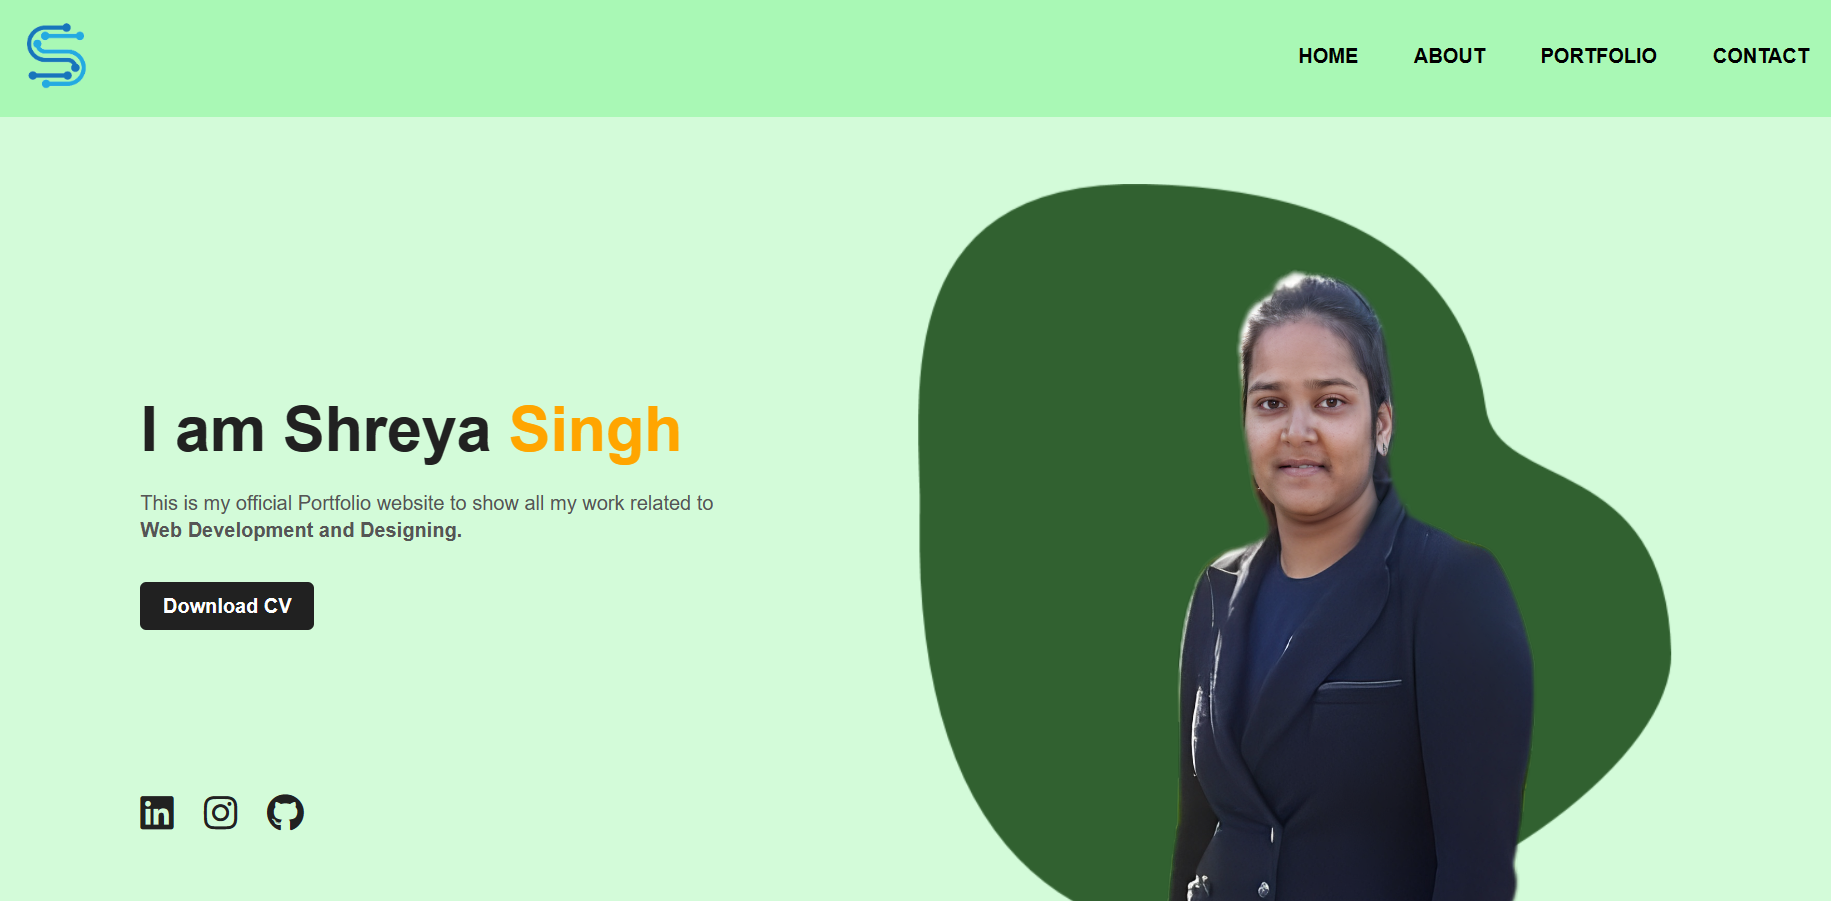 HOME ABOUT PORTFOLIO CONTACT
I am Shreya Singh
This is my official Portfolio website to show all my work related to
Web Development and Designing.
Download CV